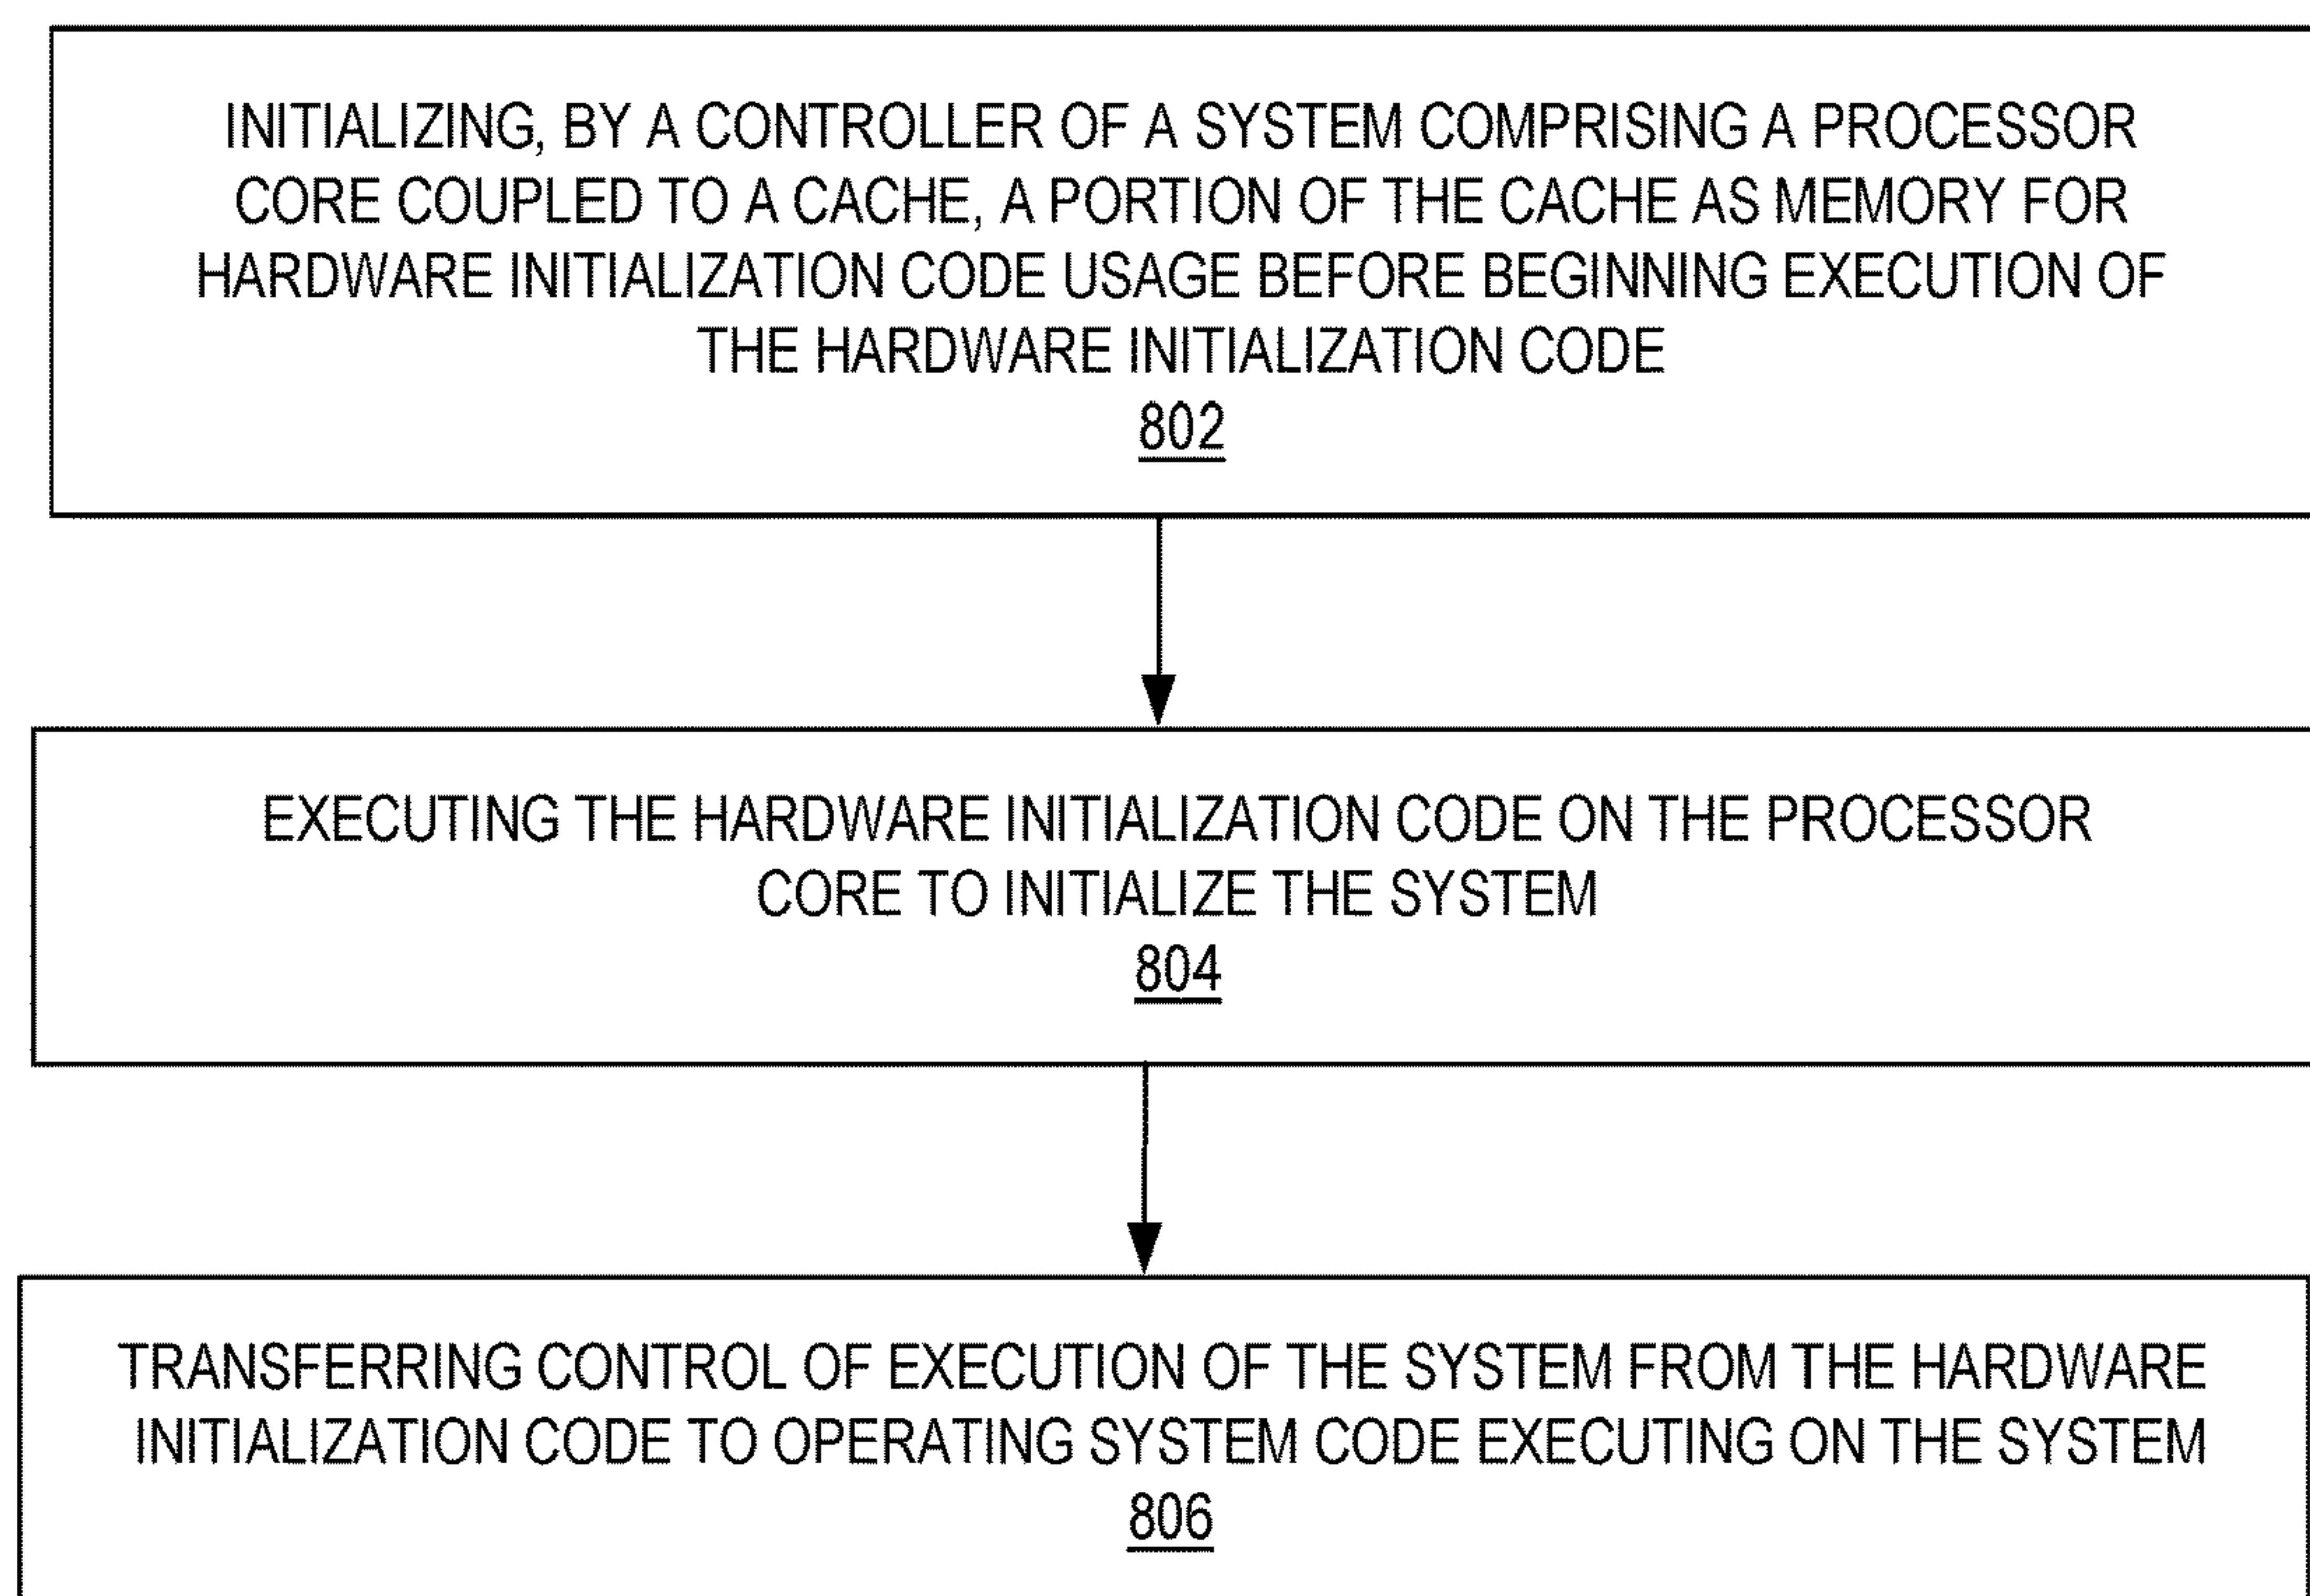 INITIALIZING, BY A CONTROLLER OF A SYSTEM COMPRISING A PROCESSOR
CORE COUPLED TO A CACHE, A PORTION OF THE CACHE AS MEMORY FOR
HARDWARE INITIALIZATION CODE USAGE BEFORE BEGINNING EXECUTION OF
THE HARDWARE INITIALIZATION CODE
802
EXECUTING THE HARDWARE INITIALIZATION CODE ON THE PROCESSOR
CORE TO INITIALIZE THE SYSTEM
804
TRANSFERRING CONTROL OF EXECUTION OF THE SYSTEM FROM THE HARDWARE
INITIALIZATION CODE TO OPERATING SYSTEM CODE EXECUTING ON THE SYSTEM
806